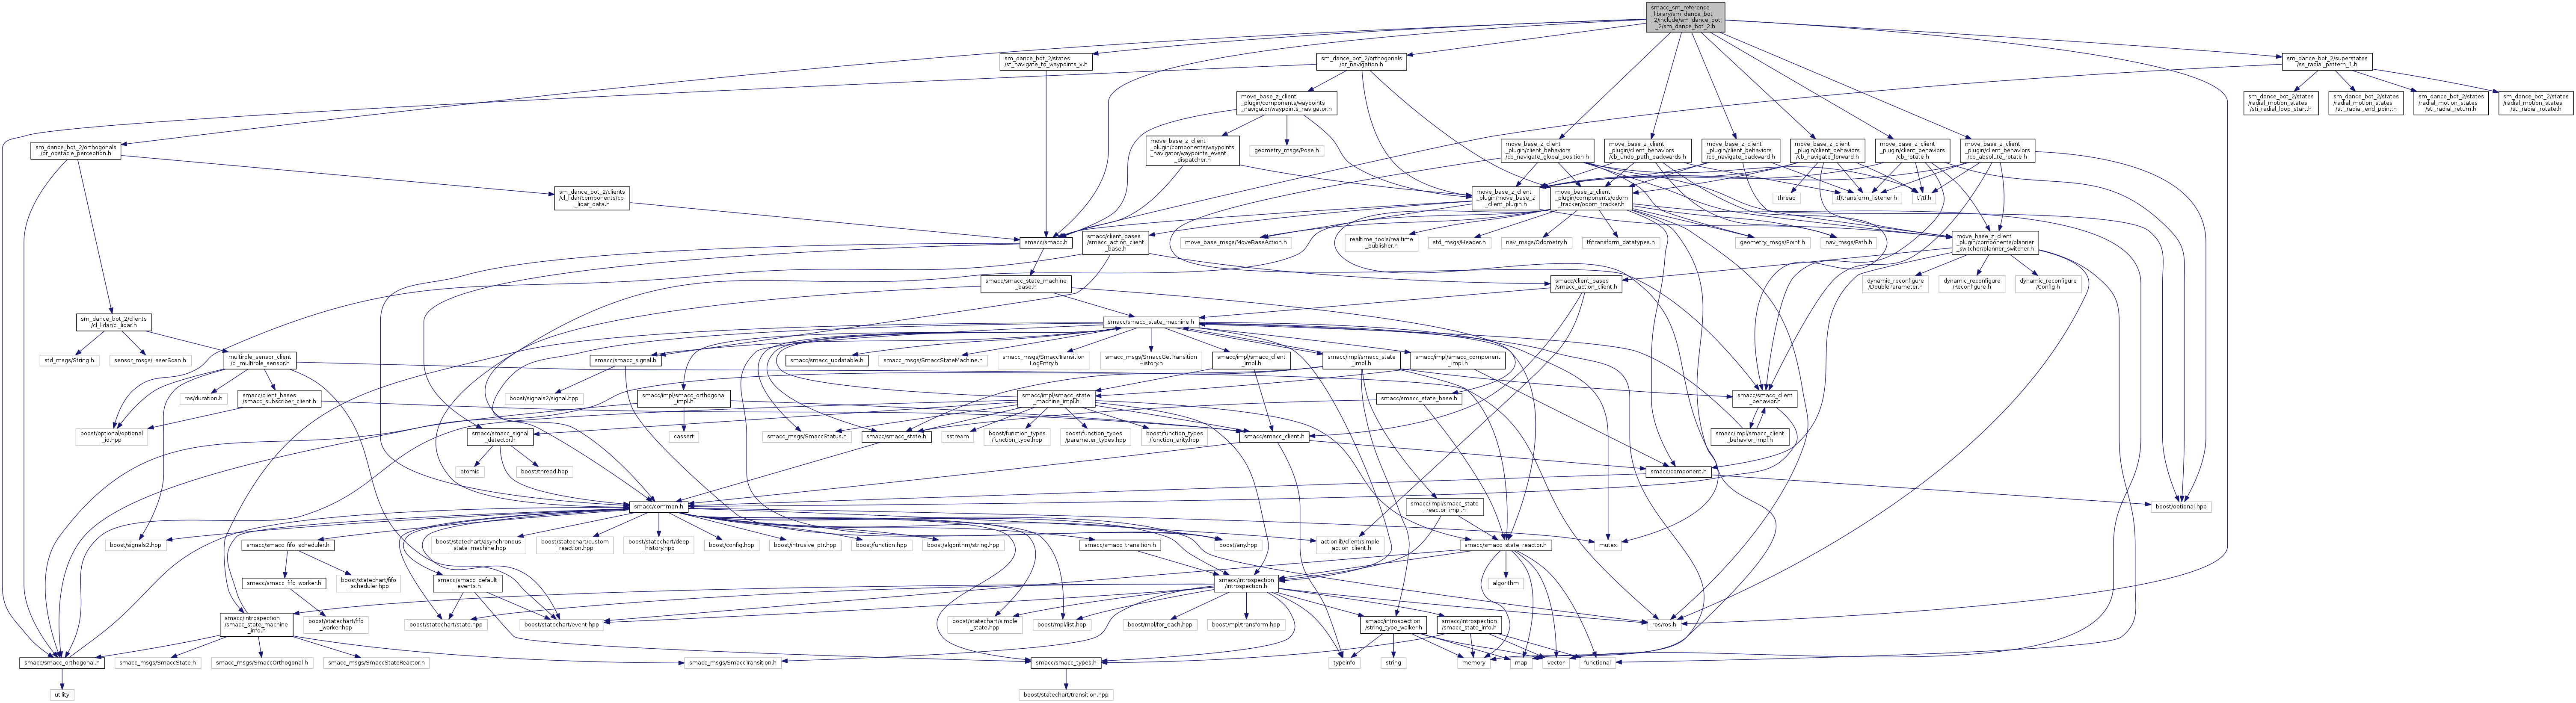 smacc_sm_reference
_library/sm_dance_bot
_2/include/sm_dance_bot
_2/sm_dance_bot_2.h
sm_dance_bot_2/states
/st_navigate_to_waypoints_x.h
sm_dance_bot_2/orthogonals
/or_navigation.h
sm_dance_bot_2/superstates
/ss_radial_pattern_1.h
move_base_z_client
_plugin/components/waypoints
_navigator/waypoints_navigator.h
sm_dance_bot_2/states
/radial_motion_states
/sti_radial_loop_start.h
sm_dance_bot_2/states
/radial_motion_states
/sti_radial_end_point.h
sm_dance_bot_2/states
/radial_motion_states
/sti_radial_return.h
sm_dance_bot_2/states
/radial_motion_states
/sti_radial_rotate.h
sm_dance_bot_2/orthogonals
/or_obstacle_perception.h
move_base_z_client
_plugin/components/waypoints
_navigator/waypoints_event
_dispatcher.h
geometry_msgs/Pose.h
move_base_z_client
_plugin/client_behaviors
/cb_navigate_global_position.h
move_base_z_client
_plugin/client_behaviors
/cb_undo_path_backwards.h
move_base_z_client
_plugin/client_behaviors
/cb_navigate_backward.h
move_base_z_client
_plugin/client_behaviors
/cb_navigate_forward.h
move_base_z_client
_plugin/client_behaviors
/cb_rotate.h
move_base_z_client
_plugin/client_behaviors
/cb_absolute_rotate.h
sm_dance_bot_2/clients
/cl_lidar/components/cp
_lidar_data.h
move_base_z_client
_plugin/move_base_z
_client_plugin.h
move_base_z_client
_plugin/components/odom
_tracker/odom_tracker.h
thread
tf/transform_listener.h
tf/tf.h
smacc/smacc.h
smacc/client_bases
/smacc_action_client
_base.h
move_base_msgs/MoveBaseAction.h
realtime_tools/realtime
_publisher.h
std_msgs/Header.h
nav_msgs/Odometry.h
tf/transform_datatypes.h
geometry_msgs/Point.h
nav_msgs/Path.h
move_base_z_client
_plugin/components/planner
_switcher/planner_switcher.h
smacc/smacc_state_machine
_base.h
smacc/client_bases
/smacc_action_client.h
dynamic_reconfigure
/DoubleParameter.h
dynamic_reconfigure
/Reconfigure.h
dynamic_reconfigure
/Config.h
sm_dance_bot_2/clients
/cl_lidar/cl_lidar.h
smacc/smacc_state_machine.h
std_msgs/String.h
sensor_msgs/LaserScan.h
multirole_sensor_client
/cl_multirole_sensor.h
smacc/smacc_signal.h
smacc/smacc_updatable.h
smacc_msgs/SmaccStateMachine.h
smacc_msgs/SmaccTransition
LogEntry.h
smacc_msgs/SmaccGetTransition
History.h
smacc/impl/smacc_client
_impl.h
smacc/impl/smacc_state
_impl.h
smacc/impl/smacc_component
_impl.h
ros/duration.h
smacc/client_bases
/smacc_subscriber_client.h
boost/signals2/signal.hpp
smacc/impl/smacc_orthogonal
_impl.h
smacc/impl/smacc_state
_machine_impl.h
smacc/smacc_state_base.h
smacc/smacc_client
_behavior.h
boost/optional/optional
_io.hpp
smacc/smacc_signal
_detector.h
cassert
smacc_msgs/SmaccStatus.h
smacc/smacc_state.h
sstream
boost/function_types
/function_type.hpp
boost/function_types
/parameter_types.hpp
boost/function_types
/function_arity.hpp
smacc/smacc_client.h
smacc/impl/smacc_client
_behavior_impl.h
atomic
boost/thread.hpp
smacc/component.h
smacc/common.h
smacc/impl/smacc_state
_reactor_impl.h
boost/optional.hpp
boost/signals2.hpp
smacc/smacc_fifo_scheduler.h
boost/statechart/asynchronous
_state_machine.hpp
boost/statechart/custom
_reaction.hpp
boost/statechart/deep
_history.hpp
boost/config.hpp
boost/intrusive_ptr.hpp
boost/function.hpp
boost/algorithm/string.hpp
smacc/smacc_transition.h
boost/any.hpp
actionlib/client/simple
_action_client.h
smacc/smacc_state_reactor.h
mutex
smacc/smacc_fifo_worker.h
boost/statechart/fifo
_scheduler.hpp
smacc/smacc_default
_events.h
smacc/introspection
/introspection.h
algorithm
smacc/introspection
/smacc_state_machine
_info.h
boost/statechart/fifo
_worker.hpp
boost/statechart/state.hpp
boost/statechart/event.hpp
boost/statechart/simple
_state.hpp
boost/mpl/list.hpp
boost/mpl/for_each.hpp
boost/mpl/transform.hpp
smacc/introspection
/string_type_walker.h
smacc/introspection
/smacc_state_info.h
ros/ros.h
smacc/smacc_orthogonal.h
smacc_msgs/SmaccState.h
smacc_msgs/SmaccOrthogonal.h
smacc_msgs/SmaccStateReactor.h
smacc_msgs/SmaccTransition.h
smacc/smacc_types.h
typeinfo
string
memory
map
vector
functional
utility
boost/statechart/transition.hpp